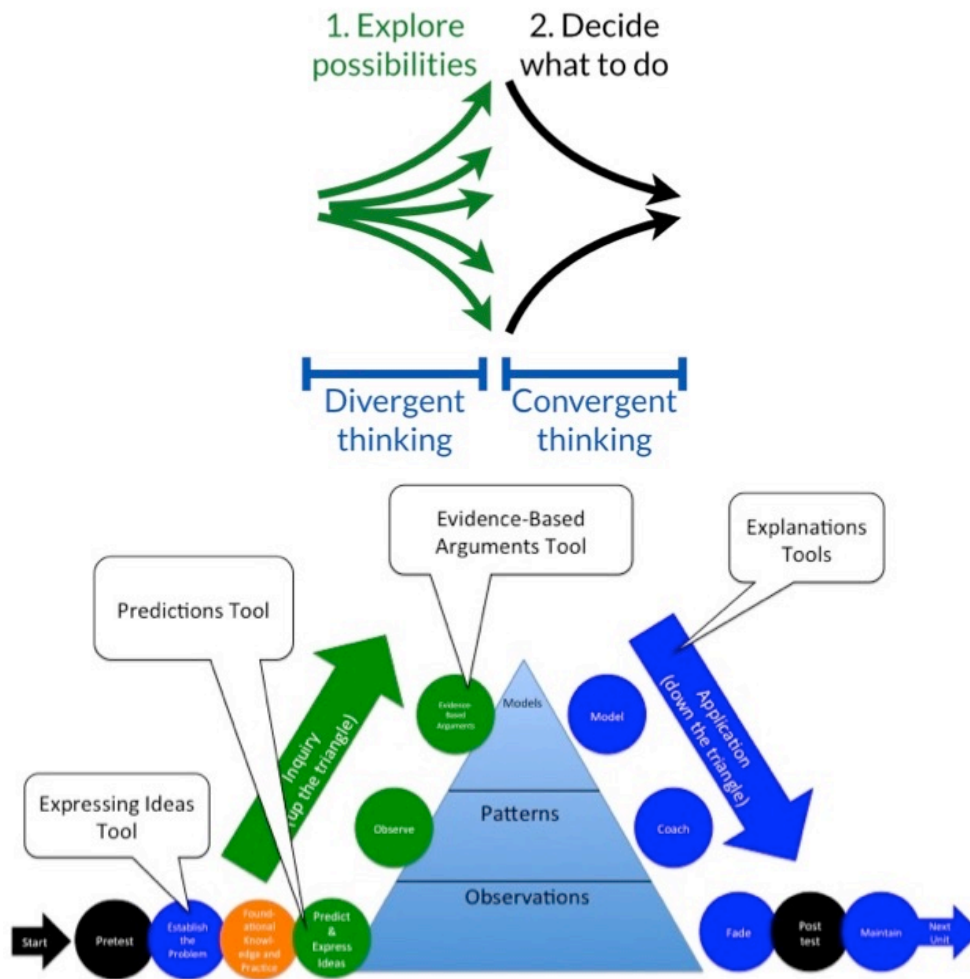 1. Explore
possibilities
2. Decide
what to do
Divergent
thinking
Convergent
thinking
Evidence-Based
Arguments Tool
Explanations
Tools
Predictions Tool
Expressing Ideas
Tool
Inquiry
(up the triangle)
Application
(down the triangle)
Evidence-
Based
Arguments
Models
Model
Observe
Patterns
Coach
Observations
Start
Pretest
Establish
the
Problem
Found-
ational
Knowl-
edge and
Practice
Predict
&
Express
Ideas
Fade
Post
test
Maintain
Next
Unit